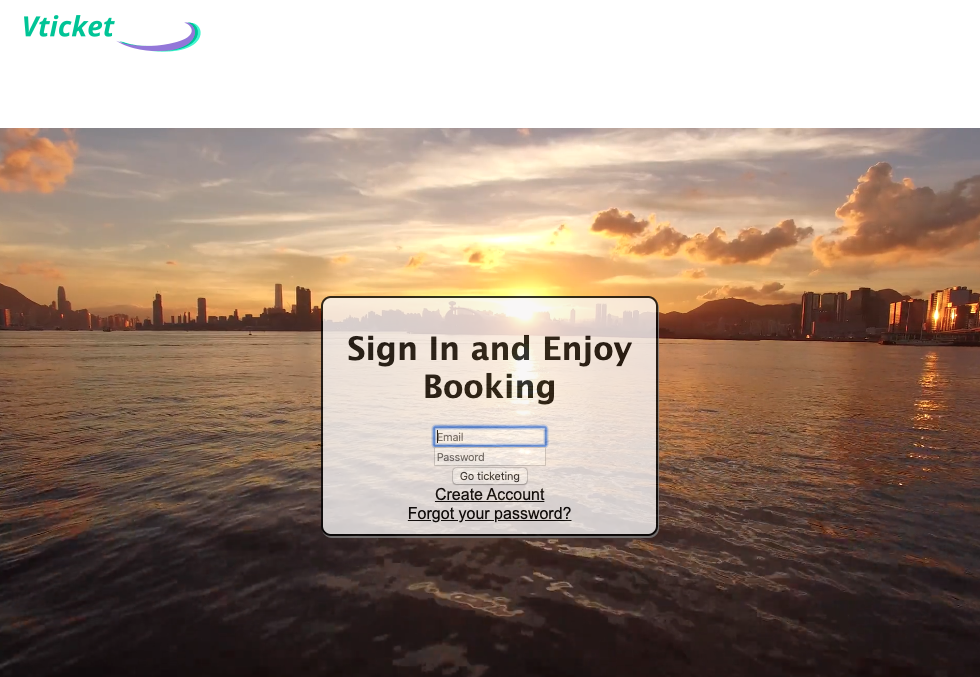 Vticket
Sign In and Enjoy
Booking
Email
Password
Go ticketing
Create Account
Forgot your password?